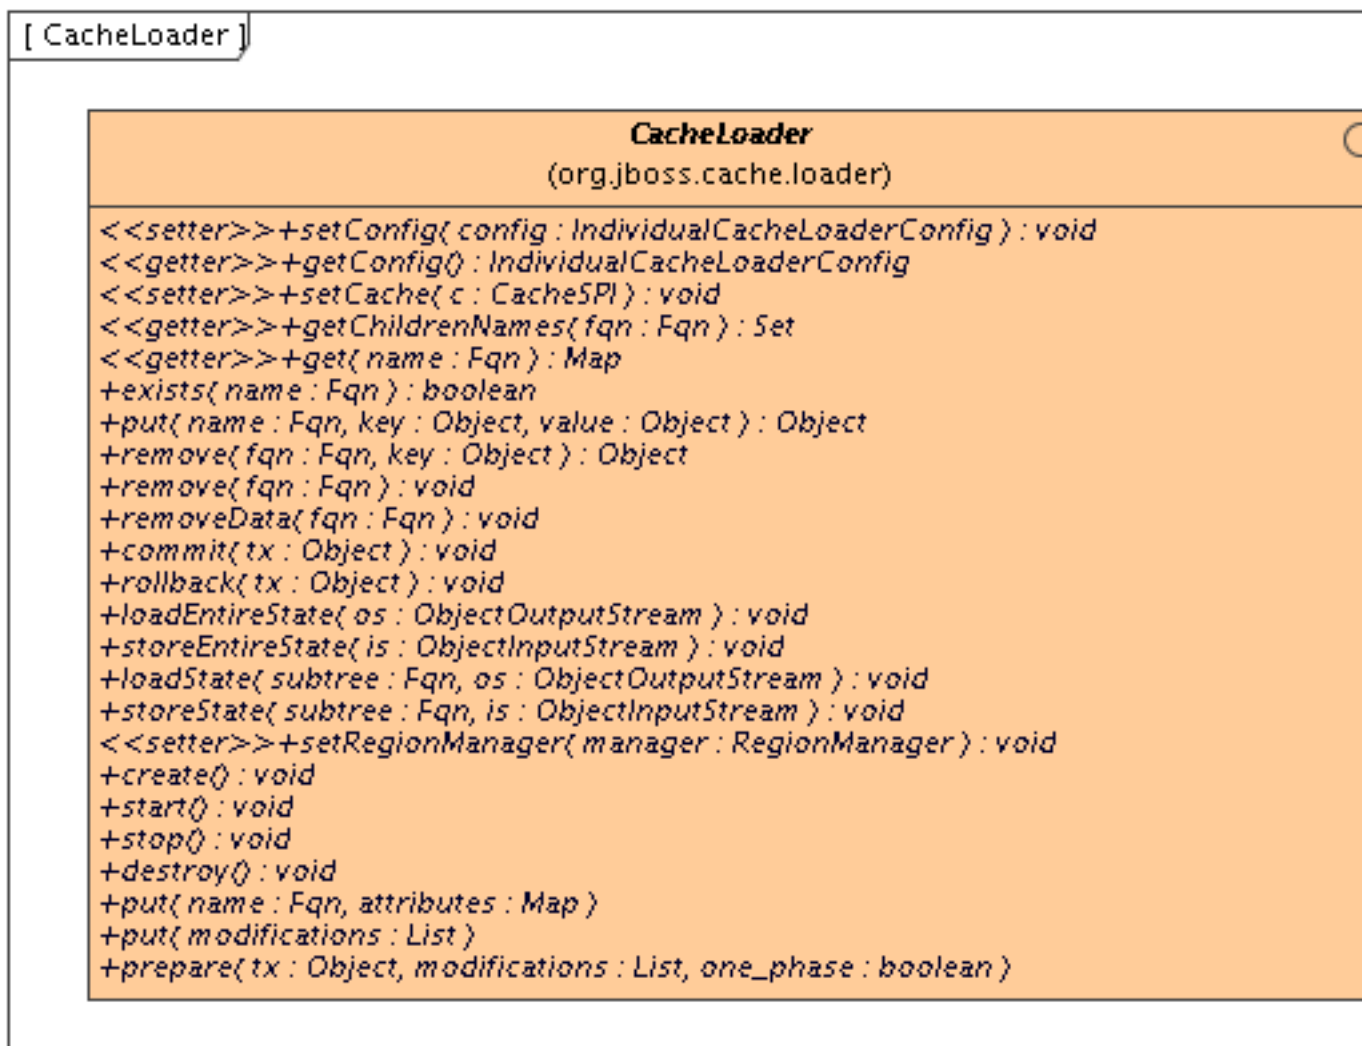 [ CacheLoader ]
CacheLoader
(org.jboss.cache.loader)
<<setter>>+setConfig( config : IndividualCacheLoaderConfig ) : void
<<getter>>+getConfig() : IndividualCacheLoaderConfig
<<setter>>+setCache( c : CacheSPI ) : void
<<getter>>+getChildrenNames( fqn : Fqn ) : Set
<<getter>>+get( name : Fqn ) : Map
+exists( name : Fqn ) : boolean
+put( name : Fqn, key : Object, value : Object ) : Object
+remove( fqn : Fqn, key : Object ) : Object
+remove( fqn : Fqn ) : void
+removeData( fqn : Fqn ) : void
+commit( tx : Object ) : void
+rollback( tx : Object ) : void
+loadEntireState( os : ObjectOutputStream ) : void
+storeEntireState( is : ObjectInputStream ) : void
+loadState( subtree : Fqn, os : ObjectOutputStream ) : void
+storeState( subtree : Fqn, is : ObjectInputStream ) : void
<<setter>>+setRegionManager( manager : RegionManager ) : void
+create() : void
+start() : void
+stop() : void
+destroy() : void
+put( name : Fqn, attributes : Map )
+put( modifications : List )
+prepare( tx : Object, modifications : List, one_phase : boolean )